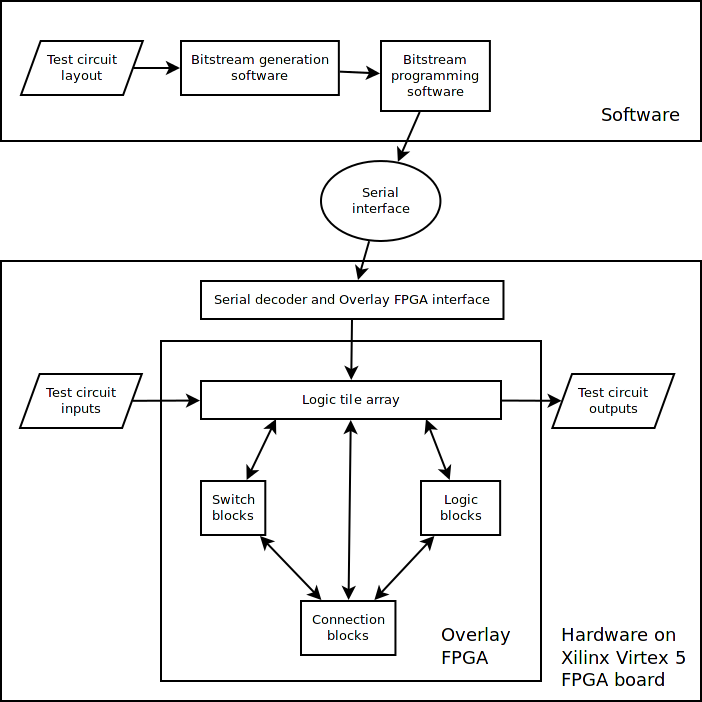 Test circuit
layout
Bitstream generation
software
Bitstream
programming
software
Software
Serial
interface
Serial decoder and Overlay FPGA interface
Test circuit
inputs
Logic tile array
Test circuit
outputs
Switch
blocks
Logic
blocks
Connection
blocks
Overlay
FPGA
Hardware on
Xilinx Virtex 5
FPGA board